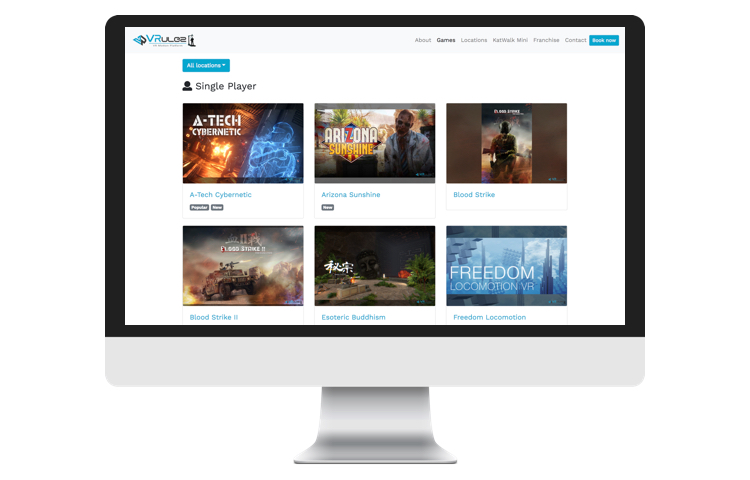 VRulez
About Games Locations KatWalk Mini Franchise Contact Book now
All locations
Single Player
A-TECH
CYBERNETIC
ARIZONA
SUNSHINE
BLOOD STRIKE
A-Tech Cybernetic
Arizona Sunshine
Blood Strike
Popular New
New
BLOOD STRIKE II
秘宗
FREEDOM
LOCOMOTION VR
Blood Strike II
Esoteric Buddhism
Freedom Locomotion